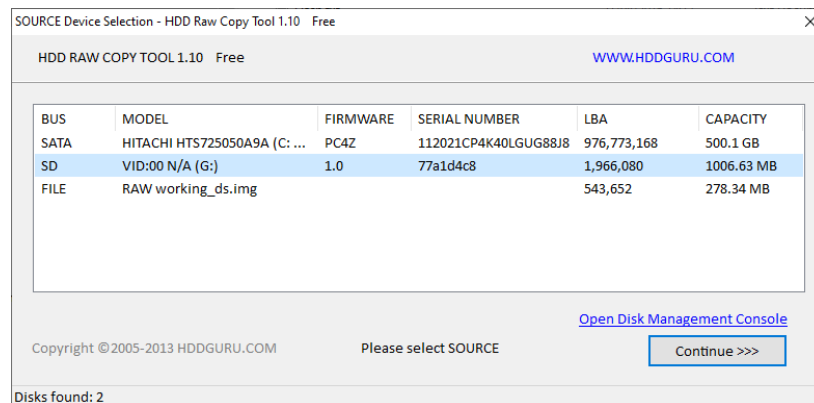 SOURCE Device Selection - HDD Raw Copy Tool 1.10 Free
HDD RAW COPY TOOL 1.10 Free WWW.HDDGURU.COM
BUS MODEL FIRMWARE SERIAL NUMBER LBA CAPACITY
SATA HITACHI HTS725050A9A (C: ... PC4Z 112021CP4K40LGUG88J8 976,773,168 500.1 GB
SD VID:00 N/A (G:) 1.0 77a1d4c8 1,966,080 1006.63 MB
FILE RAW working_ds.img 543,652 278.34 MB
Open Disk Management Console
Copyright ©2005-2013 HDDGURU.COM Please select SOURCE Continue >>>
Disks found: 2